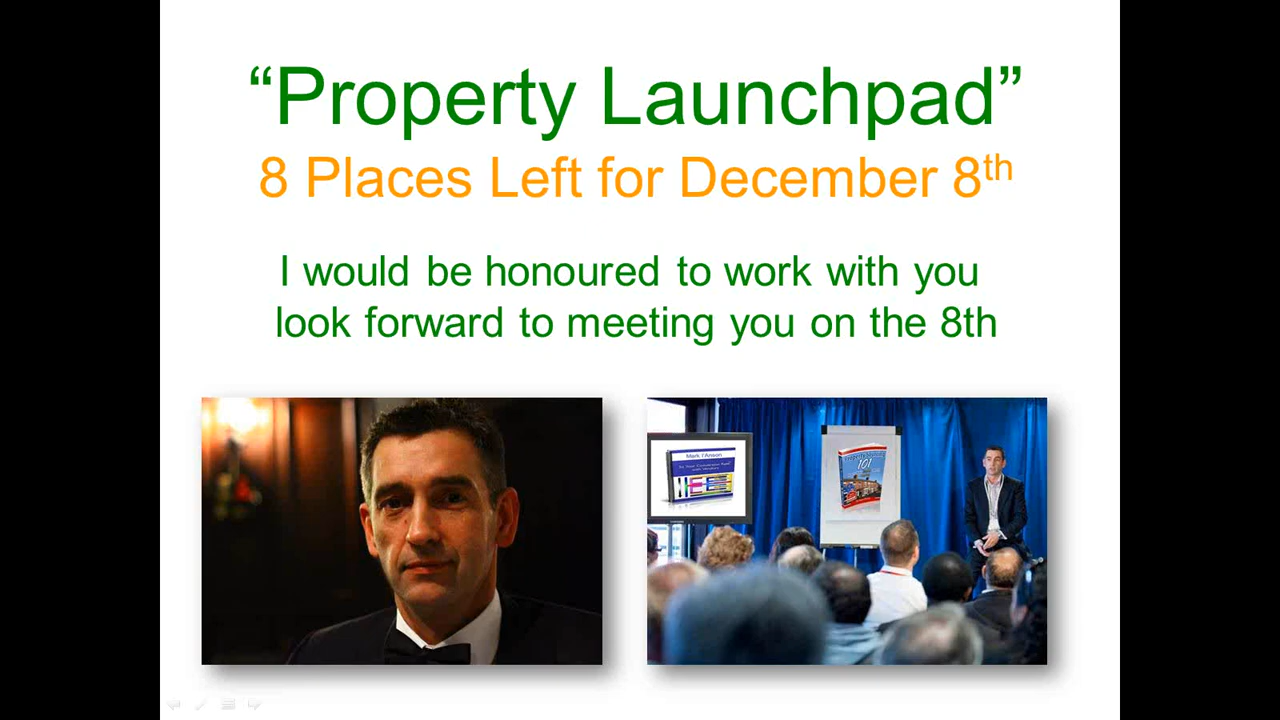 “Property Launchpad”
8 Places Left for December 8th
I would be honoured to work with you
look forward to meeting you on the 8th
Mark I'Anson
Property
101